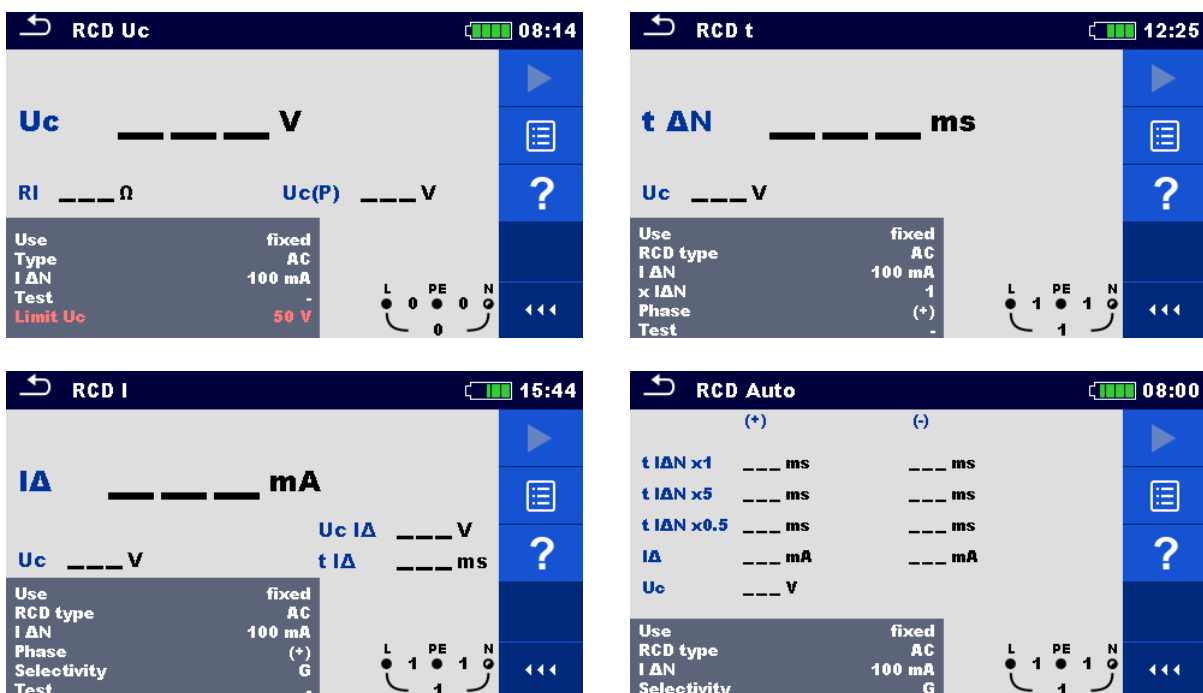 RCD Uc 08:14
Uc _ _ _ V
RI _ _ _ Ω Uc(P) _ _ _ V
?
Use fixed
Type AC
I ΔN 100 mA
Test -
Limit Uc 50 V
L PE N
0 0
0
RCD t 12:25
t ΔN _ _ _ ms
Uc _ _ _ V
?
Use fixed
RCD type AC
I ΔN 100 mA
x IΔN 1
Phase (+)
Test -
L PE N
1 1
1
RCD I 15:44
IΔ _ _ _ mA
Uc IΔ _ _ _ V
Uc _ _ _ V t IΔ _ _ _ ms
?
Use fixed
RCD type AC
I ΔN 100 mA
Phase (+)
Selectivity G
Test -
L PE N
1 1
1
RCD Auto 08:00
(+) (-)
t IΔN x1 _ _ _ ms _ _ _ ms
t IΔN x5 _ _ _ ms _ _ _ ms
t IΔN x0.5 _ _ _ ms _ _ _ ms
IΔ _ _ _ mA _ _ _ mA
Uc _ _ _ V
?
Use fixed
RCD type AC
I ΔN 100 mA
Selectivity G
L PE N
1 1
1